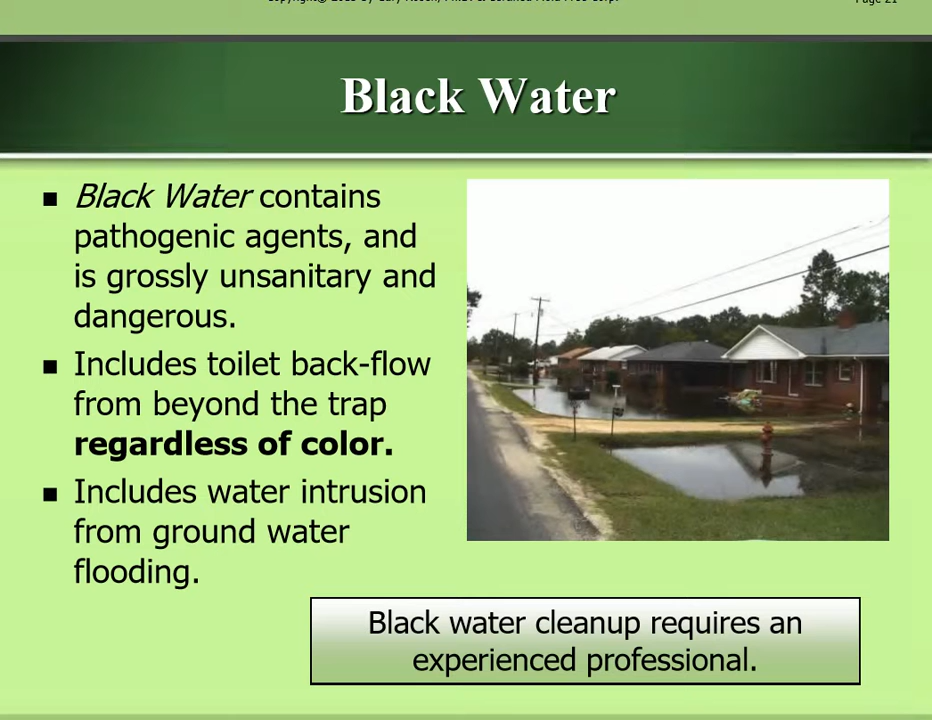 Page 21
Black Water
■ Black Water contains
pathogenic agents, and
is grossly unsanitary and
dangerous.
■ Includes toilet back-flow
from beyond the trap
regardless of color.
■ Includes water intrusion
from ground water
flooding.
Black water cleanup requires an
experienced professional.